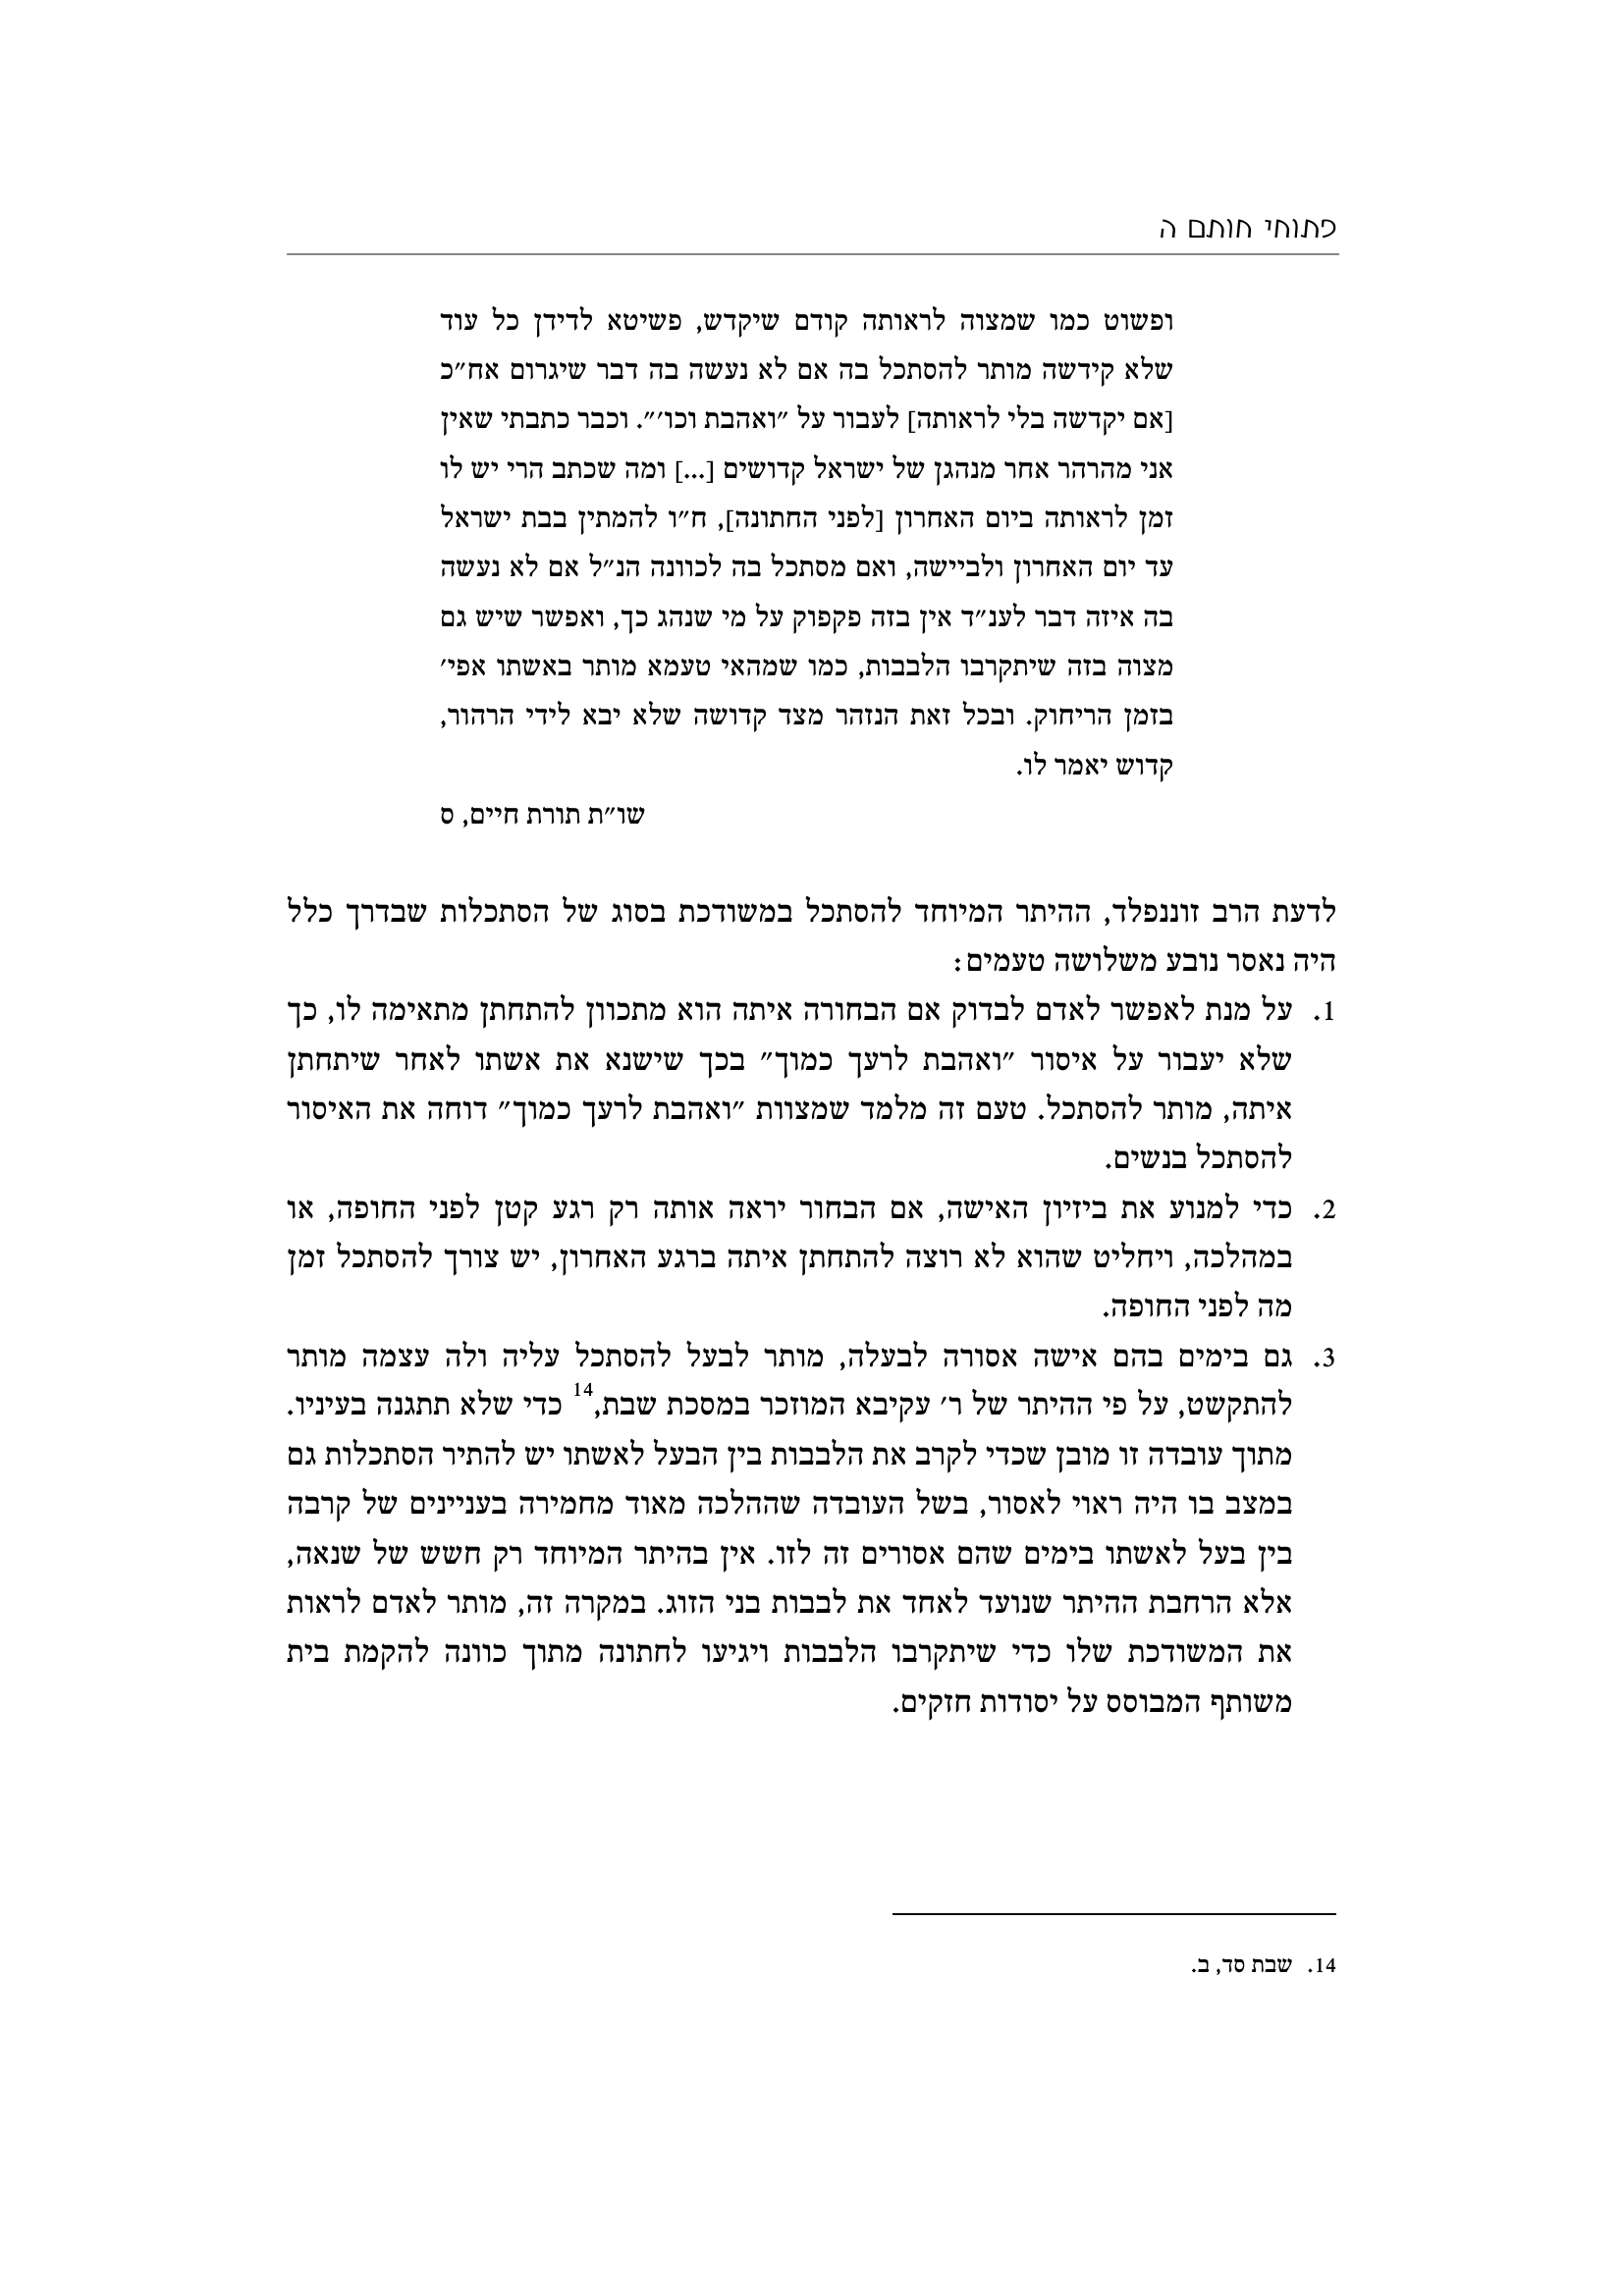 פתוחי חותם ה
ופשוט כמו שמצוה לראותה קודם שיקדש, פשיטא לדידן כל עוד
שלא קידשה מותר להסתכל בה אם לא נעשה בה דבר שיגרום אח״כ
[אם יקדשה בלי לראותה] לעבור על ״ואהבת וכו׳״. וכבר כתבתי שאין
אני מהרהר אחר מנהגן של ישראל קדושים [...] ומה שכתב הרי יש לו
זמן לראותה ביום האחרון [לפני החתונה], ח״ו להמתין בבת ישראל
עד יום האחרון ולביישה, ואם מסתכל בה לכוונה הנ״ל אם לא נעשה
בה איזה דבר לענ״ד אין בזה פקפוק על מי שנהג כך, ואפשר שיש גם
מצוה בזה שיתקרבו הלבבות, כמו שמהאי טעמא מותר באשתו אפי׳
בזמן הריחוק. ובכל זאת הנזהר מצד קדושה שלא יבא לידי הרהור,
קדוש יאמר לו.
שו״ת תורת חיים, ס
לדעת הרב זוננפלד, ההיתר המיוחד להסתכל במשודכת בסוג של הסתכלות שבדרך כלל
היה נאסר נובע משלושה טעמים:
1. על מנת לאפשר לאדם לבדוק אם הבחורה איתה הוא מתכוון להתחתן מתאימה לו, כך
שלא יעבור על איסור ״ואהבת לרעך כמוך״ בכך שישנא את אשתו לאחר שיתחתן
איתה, מותר להסתכל. טעם זה מלמד שמצוות ״ואהבת לרעך כמוך״ דוחה את האיסור
להסתכל בנשים.
2. כדי למנוע את ביזיון האישה, אם הבחור יראה אותה רק רגע קטן לפני החופה, או
במהלכה, ויחליט שהוא לא רוצה להתחתן איתה ברגע האחרון, יש צורך להסתכל זמן
מה לפני החופה.
3. גם בימים בהם אישה אסורה לבעלה, מותר לבעל להסתכל עליה ולה עצמה מותר
להתקשט, על פי ההיתר של ר׳ עקיבא המוזכר במסכת שבת,14 כדי שלא תתגנה בעיניו.
מתוך עובדה זו מובן שכדי לקרב את הלבבות בין הבעל לאשתו יש להתיר הסתכלות גם
במצב בו היה ראוי לאסור, בשל העובדה שההלכה מאוד מחמירה בעניינים של קרבה
בין בעל לאשתו בימים שהם אסורים זה לזו. אין בהיתר המיוחד רק חשש של שנאה,
אלא הרחבת ההיתר שנועד לאחד את לבבות בני הזוג. במקרה זה, מותר לאדם לראות
את המשודכת שלו כדי שיתקרבו הלבבות ויגיעו לחתונה מתוך כוונה להקמת בית
משותף המבוסס על יסודות חזקים.
14. שבת סד, ב.